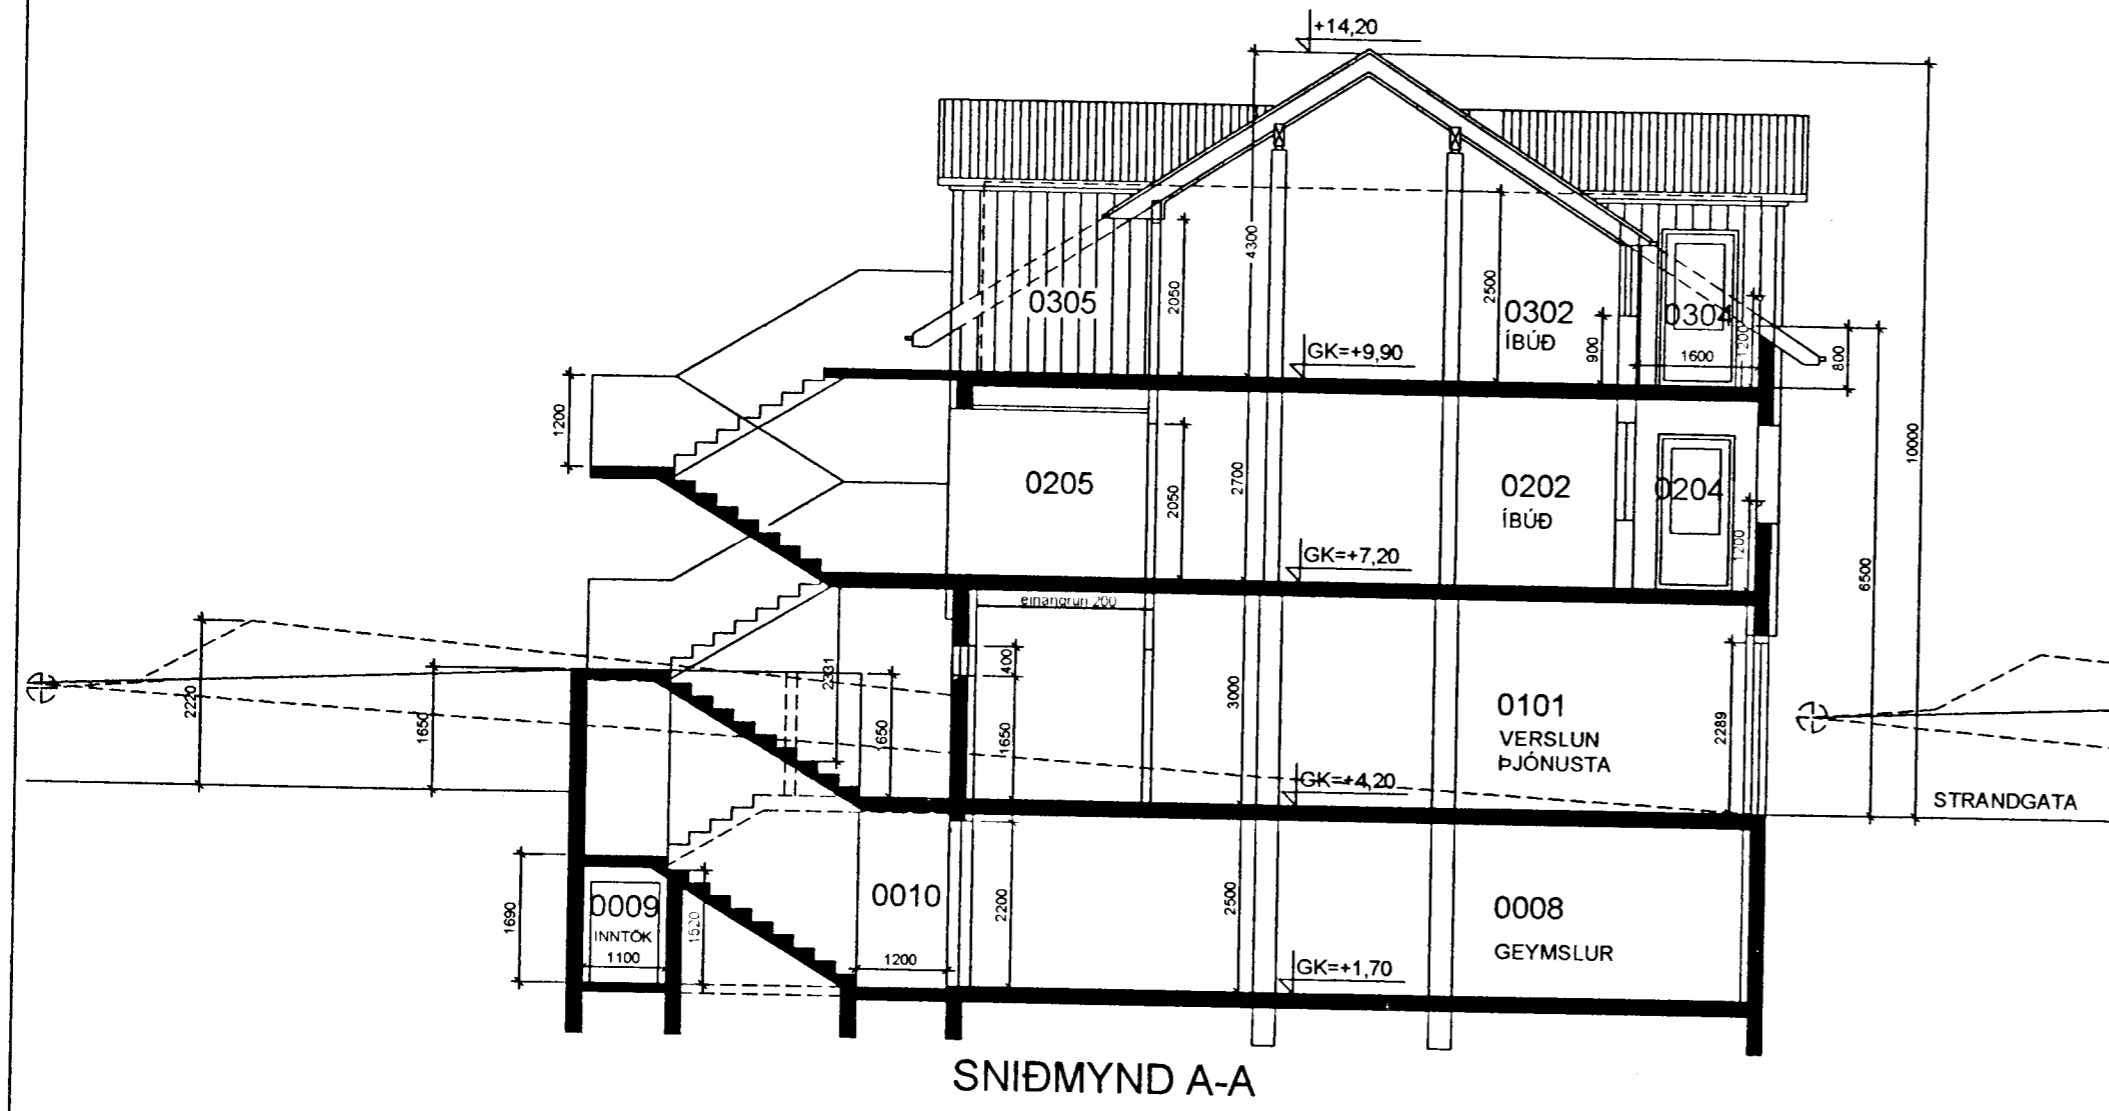 +14,20
4300
2050
2500
0305
0302
ÍBÚÐ
0304
900
1600
1200
800
GK=+9,90
1200
10000
0205
2050
2700
0202
ÍBÚÐ
0204
1200
6500
GK=+7,20
einangrun 200
2220
1650
2331
1650
400
1650
3000
0101
VERSLUN
ÞJÓNUSTA
2289
GK=+4,20
STRANDGATA
1690
0009
INNTÖK
1100
1520
0010
1200
2200
2500
0008
GEYMSLUR
GK=+1,70
SNIÐMYND A-A